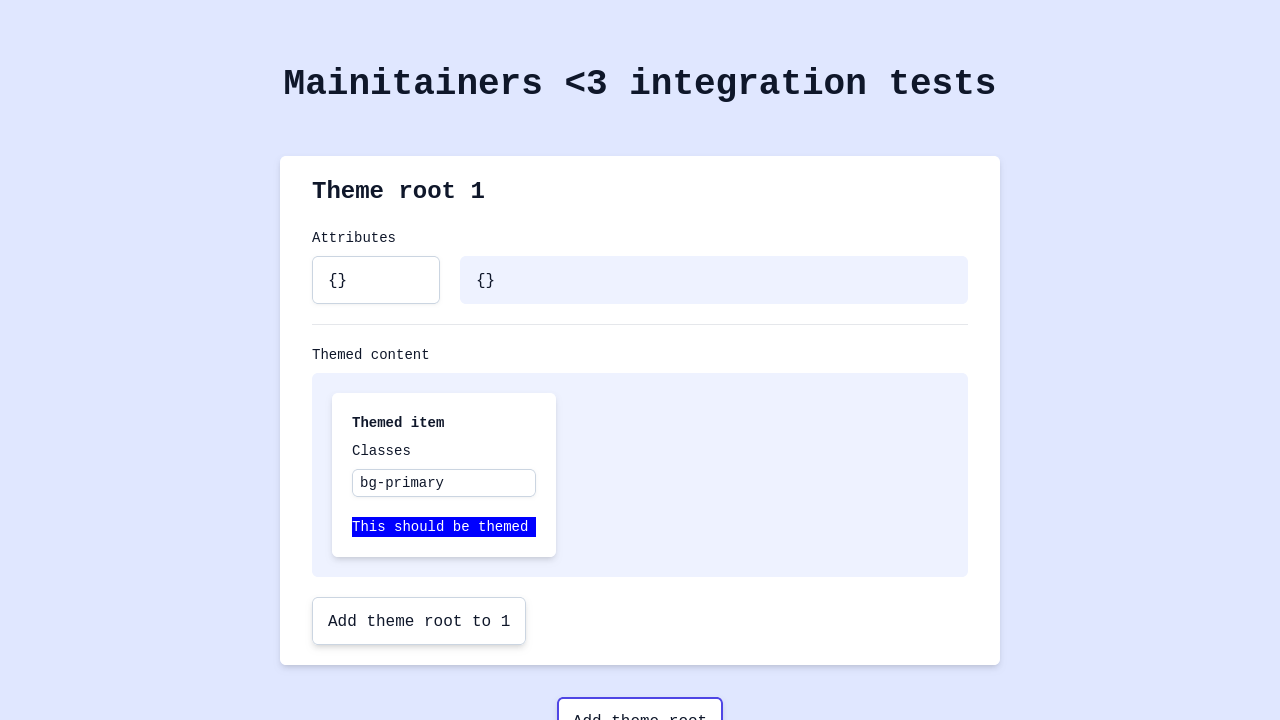 Mainitainers <3 integration tests
Theme root 1
Attributes
{}
{}
Themed content
Themed item
Classes
bg-primary
This should be themed
Add theme root to 1
Add theme root